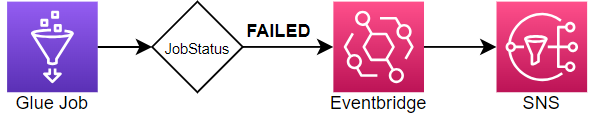 FAILED
JobStatus
Glue Job
Eventbridge
SNS